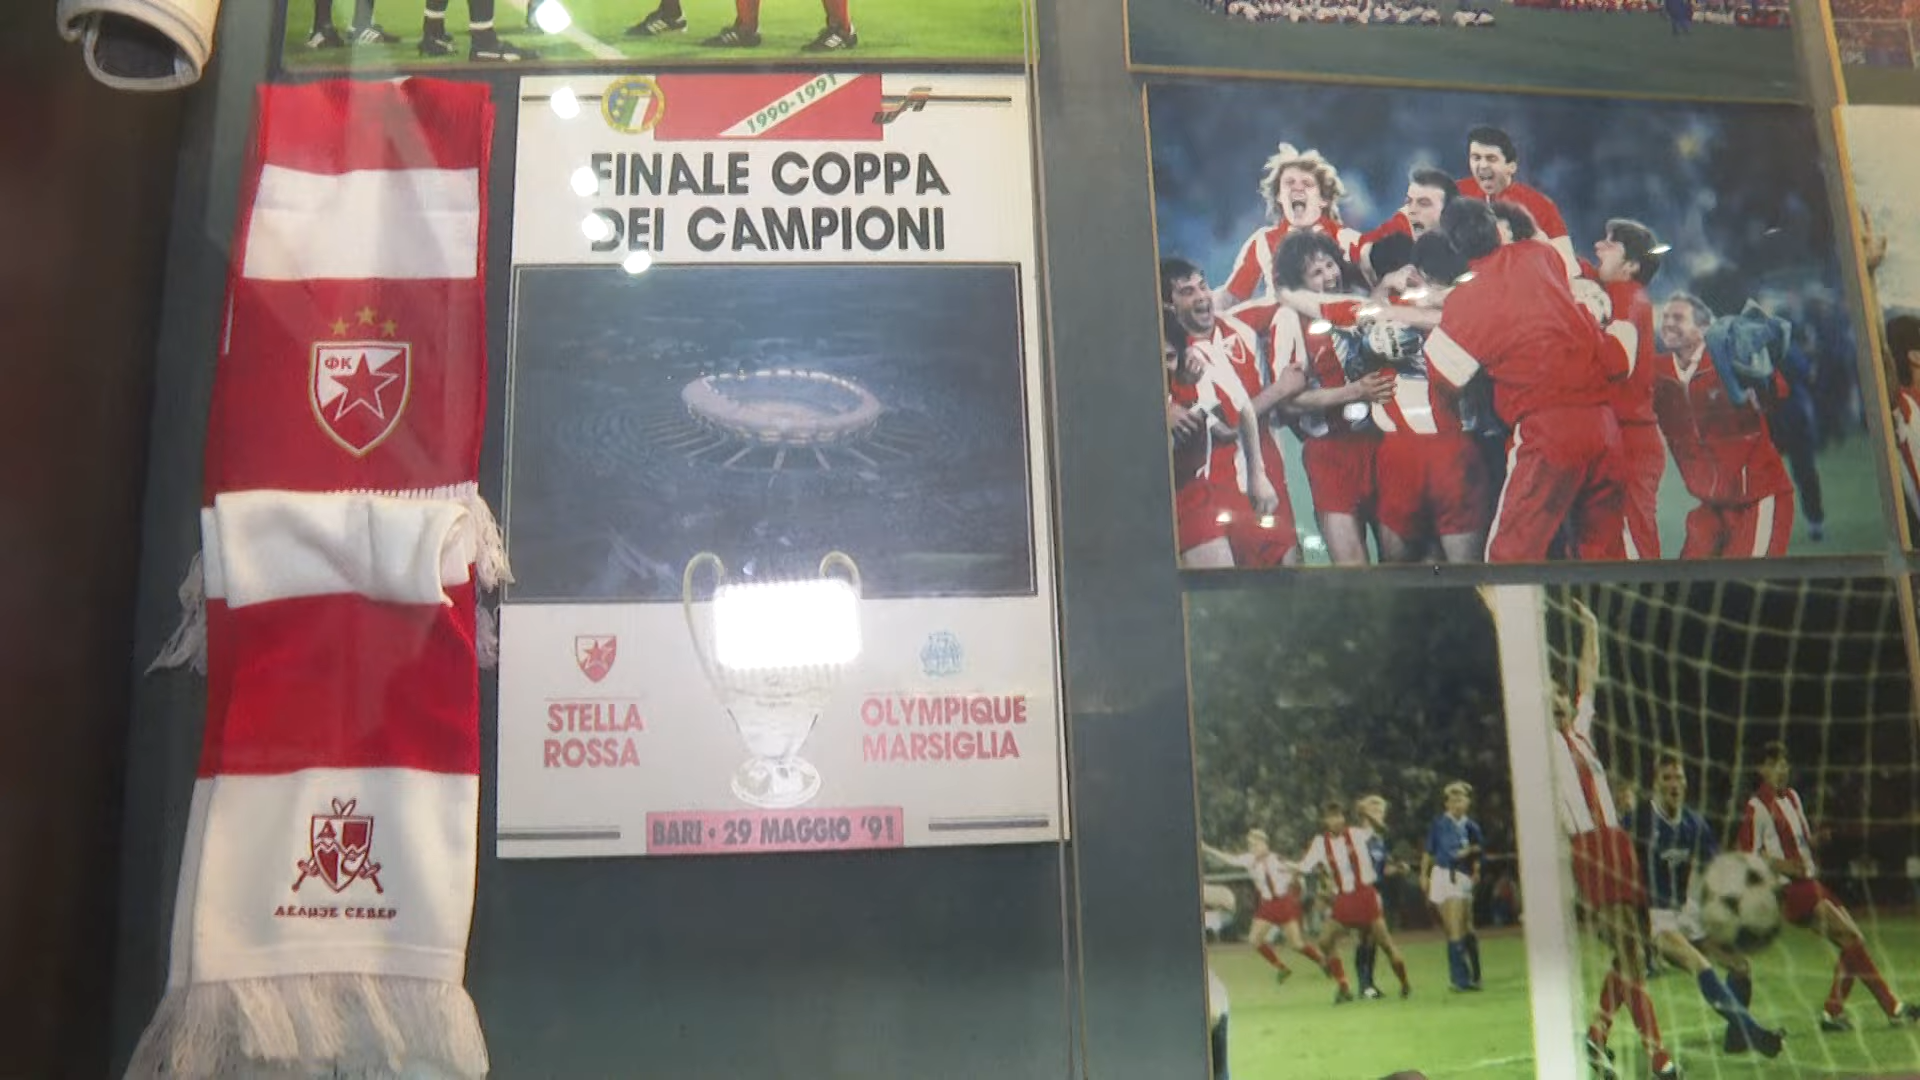 ФК
ДЕЛИЈЕ СЕВЕР
1990-1991
FINALE COPPA
DEI CAMPIONI
STELLA
ROSSA
OLYMPIQUE
MARSIGLIA
BARI • 29 MAGGIO '91